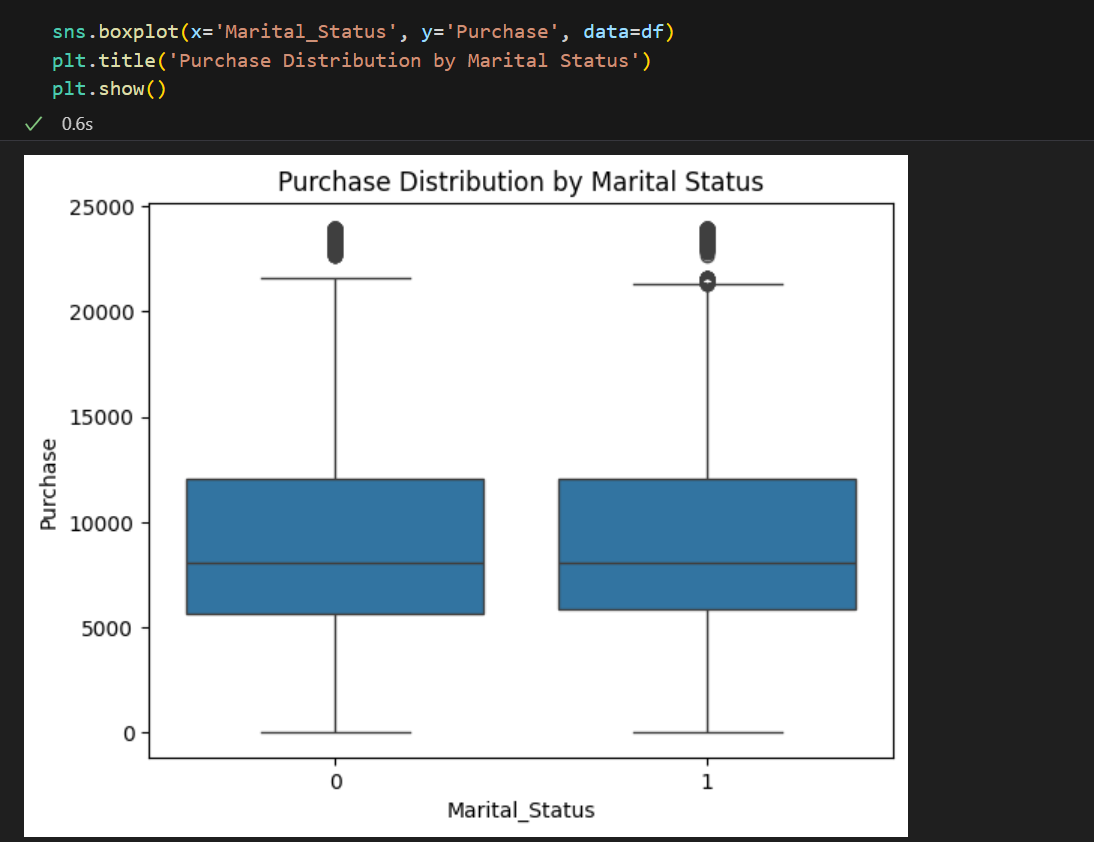 sns.boxplot(x='Marital_Status', y='Purchase', data=df)
plt.title('Purchase Distribution by Marital Status')
plt.show()
0.6s
Purchase Distribution by Marital Status
25000
20000
15000
10000
5000
0
Purchase
0 1
Marital_Status